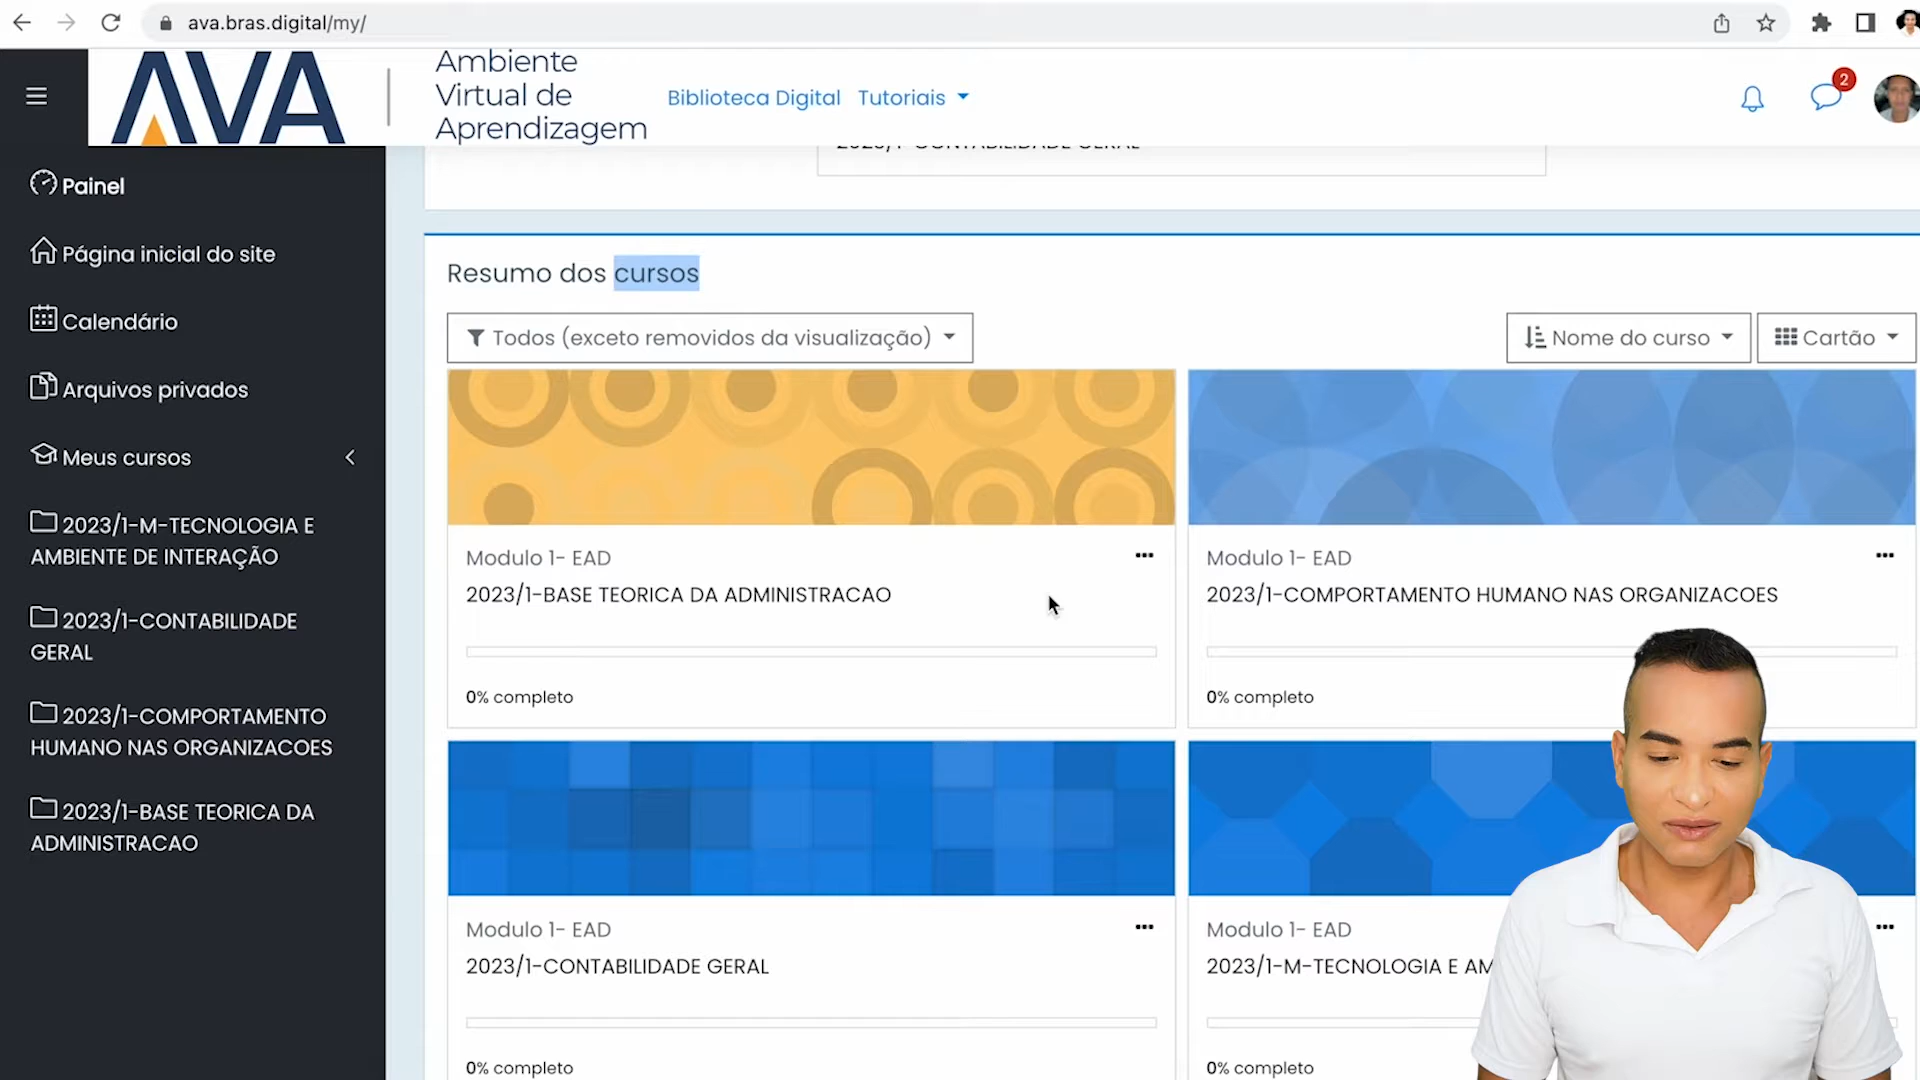 ava.bras.digital/my/
AVA
Ambiente
Virtual de
Aprendizagem
Biblioteca Digital
Tutoriais
2
Painel
Página inicial do site
Calendário
Arquivos privados
Meus cursos
2023/1-M-TECNOLOGIA E
AMBIENTE DE INTERAÇÃO
2023/1-CONTABILIDADE
GERAL
2023/1-COMPORTAMENTO
HUMANO NAS ORGANIZACOES
2023/1-BASE TEORICA DA
ADMINISTRACAO
2023/1-CONTABILIDADE GERAL
Resumo dos cursos
Todos (exceto removidos da visualização)
Nome do curso
Cartão
Modulo 1- EAD
2023/1-BASE TEORICA DA ADMINISTRACAO
0% completo
Modulo 1- EAD
2023/1-COMPORTAMENTO HUMANO NAS ORGANIZACOES
0% completo
Modulo 1- EAD
2023/1-CONTABILIDADE GERAL
0% completo
Modulo 1- EAD
2023/1-M-TECNOLOGIA E AM
0% completo